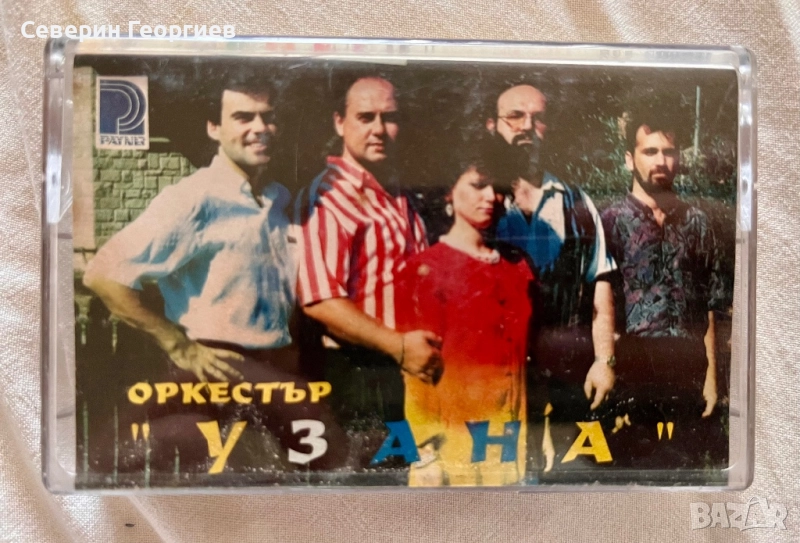 Северин Георгиев
PAYNER
ОРКЕСТЪР
"УЗАНА"
BAZAR